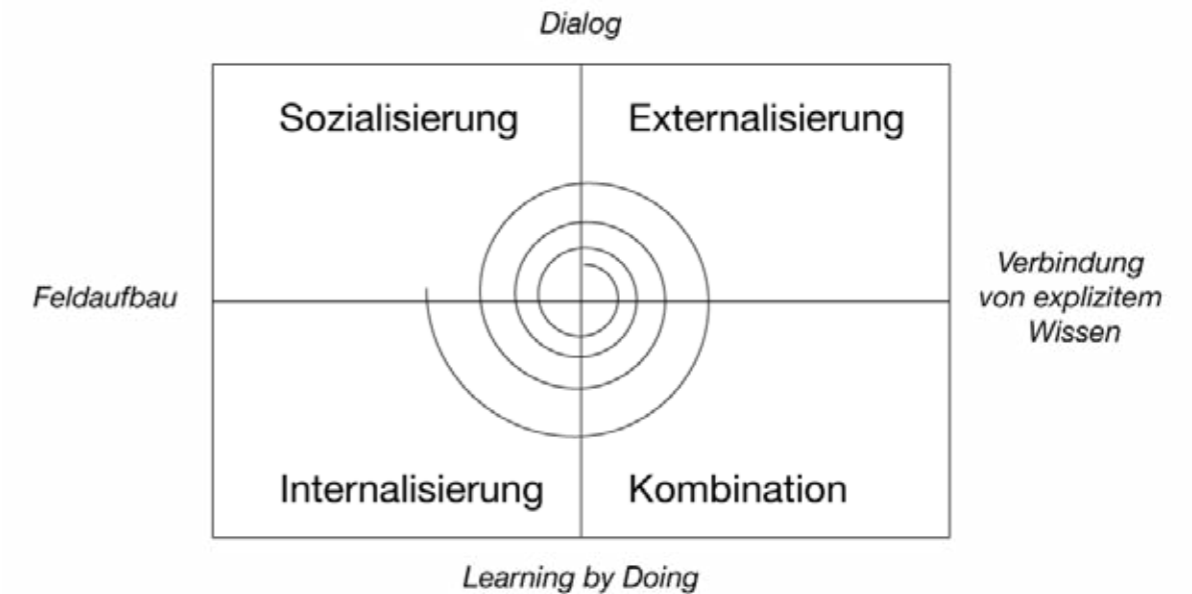 Dialog
Sozialisierung
Externalisierung
Feldaufbau
Verbindung
von explizitem
Wissen
Internalisierung
Kombination
Learning by Doing